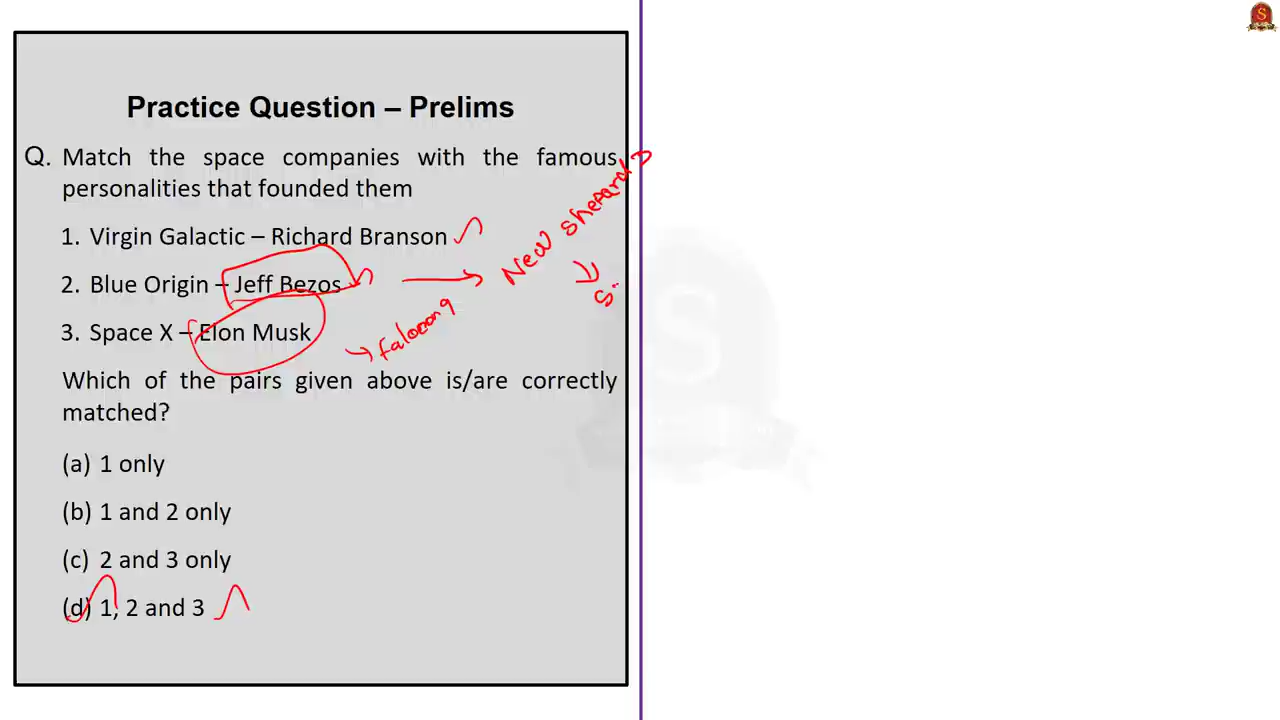 Practice Question – Prelims
Q. Match the space companies with the famous
personalities that founded them
1. Virgin Galactic – Richard Branson
2. Blue Origin – Jeff Bezos
New Shepard
3. Space X – Elon Musk
falcon 9
Which of the pairs given above is/are correctly
matched?
(a) 1 only
(b) 1 and 2 only
(c) 2 and 3 only
(d) 1, 2 and 3
S